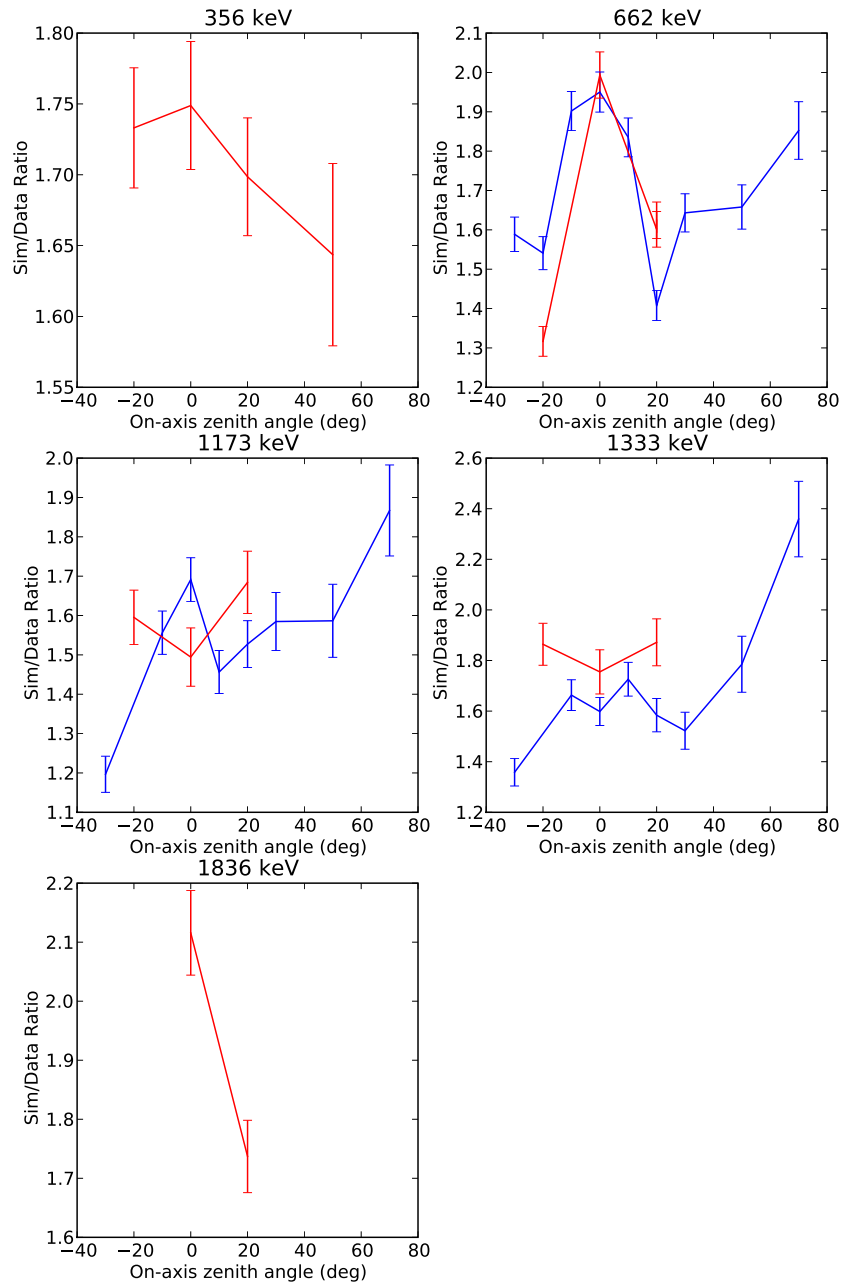 356 keV
1.80
1.75
1.70
1.65
1.60
1.55
Sim/Data Ratio
−40 −20 0 20 40 60 80
On-axis zenith angle (deg)
662 keV
2.1
2.0
1.9
1.8
1.7
1.6
1.5
1.4
1.3
1.2
Sim/Data Ratio
−40 −20 0 20 40 60 80
On-axis zenith angle (deg)
1173 keV
2.0
1.9
1.8
1.7
1.6
1.5
1.4
1.3
1.2
1.1
Sim/Data Ratio
−40 −20 0 20 40 60 80
On-axis zenith angle (deg)
1333 keV
2.6
2.4
2.2
2.0
1.8
1.6
1.4
1.2
Sim/Data Ratio
−40 −20 0 20 40 60 80
On-axis zenith angle (deg)
1836 keV
2.2
2.1
2.0
1.9
1.8
1.7
1.6
Sim/Data Ratio
−40 −20 0 20 40 60 80
On-axis zenith angle (deg)